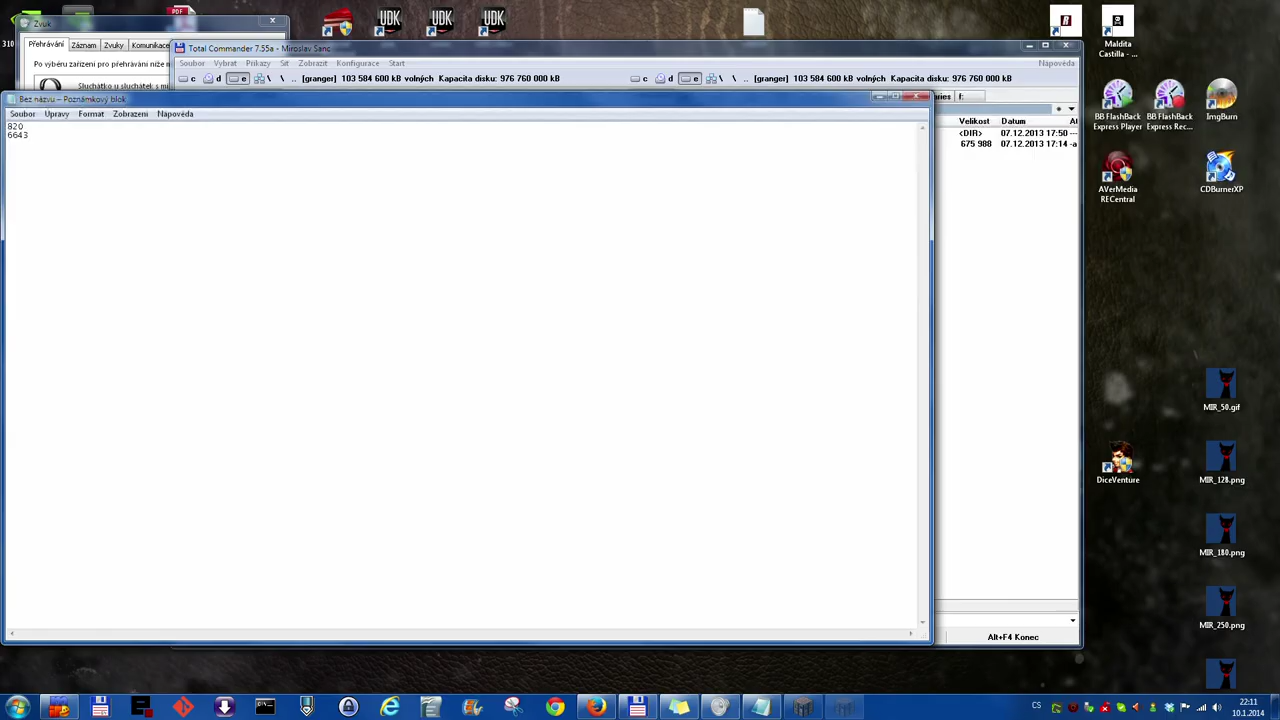 310
PDF
UDK
UDK
UDK
Maldita
Castilla - ...
Zvuk
Přehrávání Záznam Zvuky Komunikace
Po výběru zařízení pro přehrávání níže m
Sluchátko u sluchátek s mi
Total Commander 7.55a - Miroslav Sanc
Soubor Vybrat Příkazy Síť Zobrazit Konfigurace Start Nápověda
c d e \ \ .. [granger] 103 584 600 kB volných Kapacita disku: 976 760 000 kB
c d e \ \ .. [granger] 103 584 600 kB volných Kapacita disku: 976 760 000 kB
f:
Velikost Datum
<DIR> 07.12.2013 17:50 ---
675 988 07.12.2013 17:14 -a
Alt+F4 Konec
Bez názvu – Poznámkový blok
Soubor Úpravy Formát Zobrazení Nápověda
820
6643
BB FlashBack
Express Player
BB FlashBack
Express Rec...
ImgBurn
AVerMedia
RECentral
CDBurnerXP
MIR_50.gif
DiceVenture
MIR_128.png
MIR_180.png
MIR_250.png
CS
22:11
10.1.2014